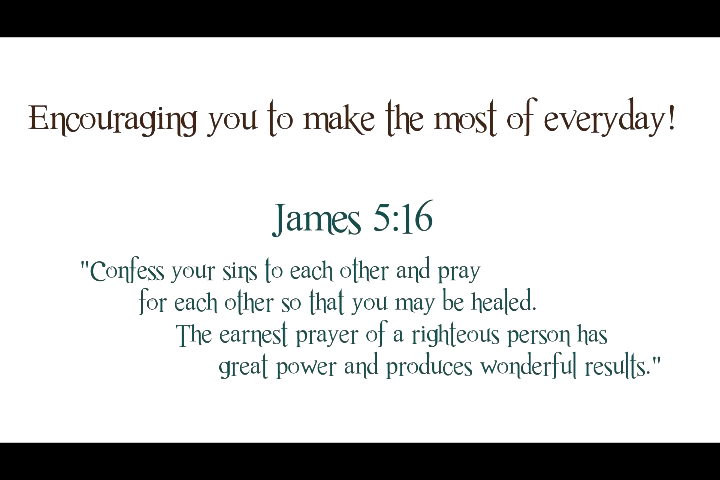 Encouraging you to make the most of everyday!
James 5:16
"Confess your sins to each other and pray
for each other so that you may be healed.
The earnest prayer of a righteous person has
great power and produces wonderful results."